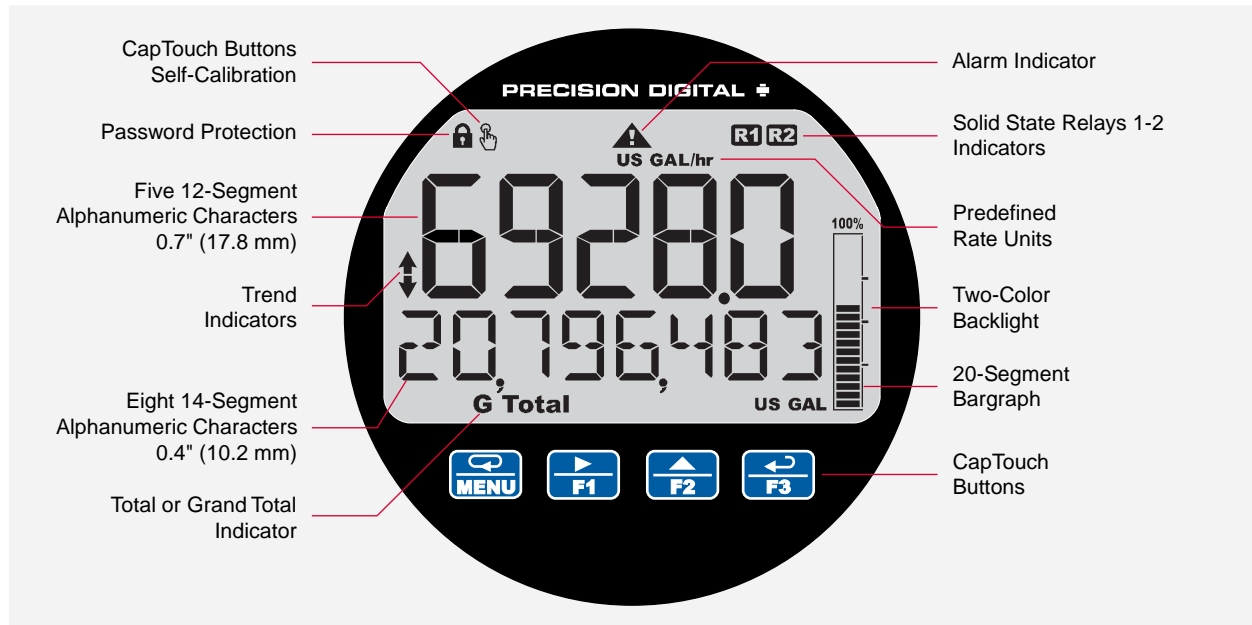 CapTouch Buttons
Self-Calibration
Password Protection
Five 12-Segment
Alphanumeric Characters
0.7" (17.8 mm)
Trend
Indicators
Eight 14-Segment
Alphanumeric Characters
0.4" (10.2 mm)
Total or Grand Total
Indicator
PRECISION DIGITAL
R1 R2
US GAL/hr
6928.0
100%
20,796,483
G Total
US GAL
MENU
F1
F2
F3
Alarm Indicator
Solid State Relays 1-2
Indicators
Predefined
Rate Units
Two-Color
Backlight
20-Segment
Bargraph
CapTouch
Buttons